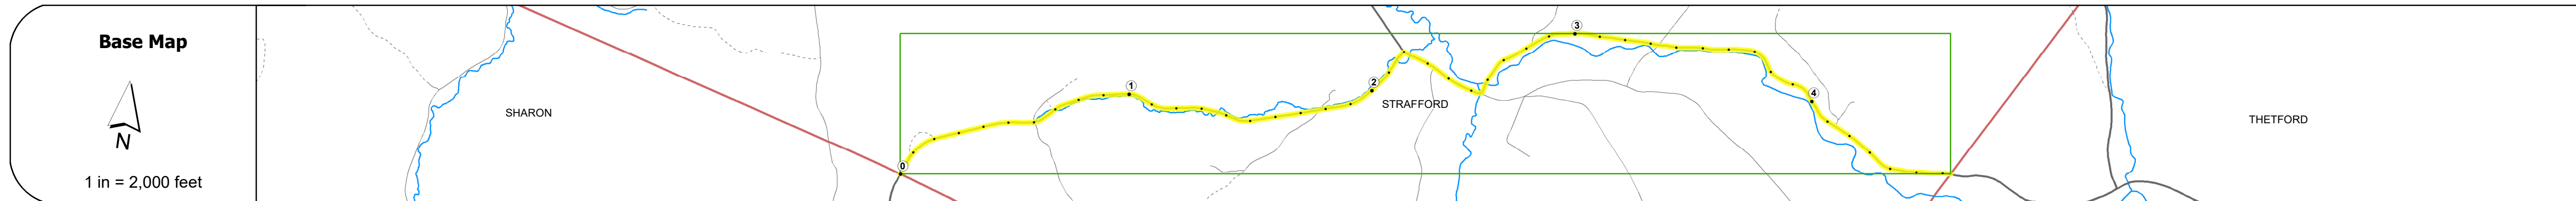 Base Map
N
1 in = 2,000 feet
SHARON
0
1
2
STRAFFORD
3
4
THETFORD